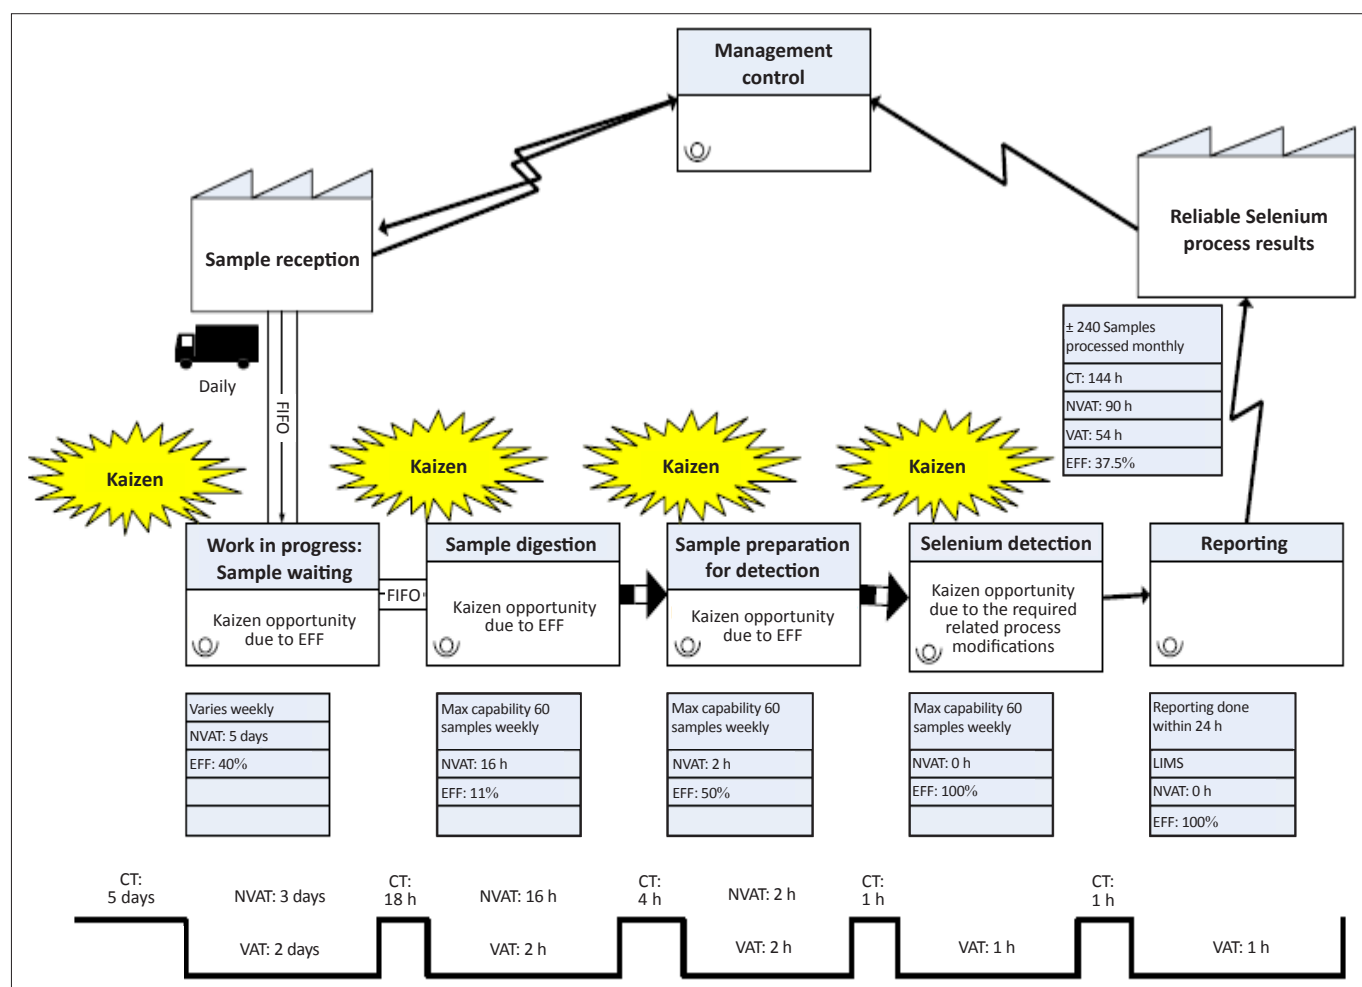 Management
control
Reliable Selenium
process results
Sample reception
Daily
FIFO
± 240 Samples
processed monthly
CT: 144 h
NVAT: 90 h
VAT: 54 h
EFF: 37.5%
Kaizen
Kaizen
Kaizen
Kaizen
Work in progress:
Sample waiting
Kaizen opportunity
due to EFF
FIFO
Sample digestion
Kaizen opportunity
due to EFF
Sample preparation
for detection
Kaizen opportunity
due to EFF
Selenium detection
Kaizen opportunity
due to the required
related process
modifications
Reporting
Varies weekly
NVAT: 5 days
EFF: 40%
Max capability 60
samples weekly
NVAT: 16 h
EFF: 11%
Max capability 60
samples weekly
NVAT: 2 h
EFF: 50%
Max capability 60
samples weekly
NVAT: 0 h
EFF: 100%
Reporting done
within 24 h
LIMS
NVAT: 0 h
EFF: 100%
CT:
5 days
NVAT: 3 days
VAT: 2 days
CT:
18 h
NVAT: 16 h
VAT: 2 h
CT:
4 h
NVAT: 2 h
VAT: 2 h
CT:
1 h
VAT: 1 h
CT:
1 h
VAT: 1 h